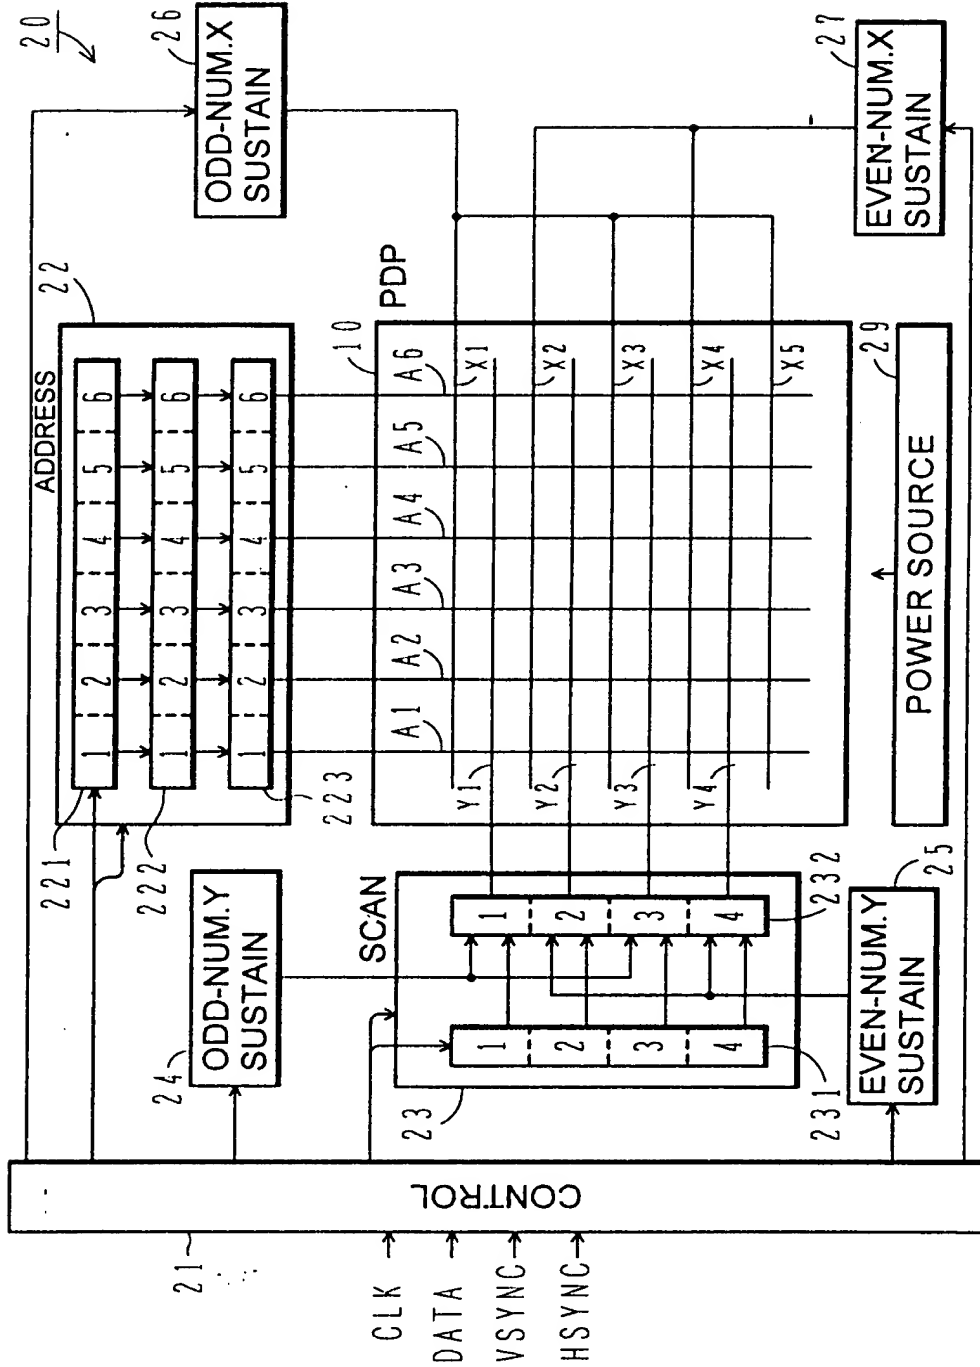 20
26
ODD-NUM.X
SUSTAIN
22
ADDRESS
1 2 3 4 5 6
1 2 3 4 5 6
1 2 3 4 5 6
221
222
223
10
PDP
A1 A2 A3 A4 A5 A6
X1
X2
X3
X4
X5
Y1
Y2
Y3
Y4
27
EVEN-NUM.X
SUSTAIN
29
POWER SOURCE
24
ODD-NUM.Y
SUSTAIN
SCAN
23
1
2
3
4
231
1
2
3
4
232
25
EVEN-NUM.Y
SUSTAIN
CONTROL
21
CLK
DATA
VSYNC
HSYNC